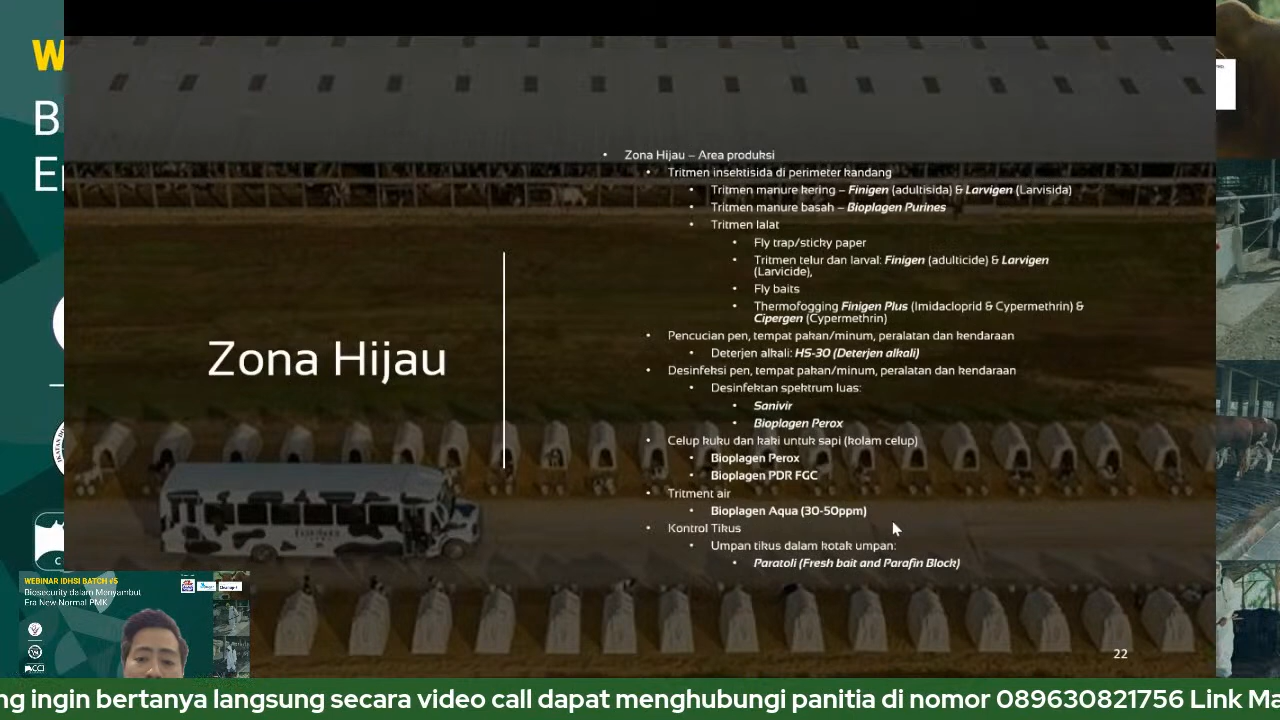 W
B
E
Zona Hijau
• Zona Hijau – Area produksi
• Tritmen insektisida di perimeter kandang
• Tritmen manure kering – Finigen (adultisida) & Larvigen (Larvisida)
• Tritmen manure basah – Bioplagen Purines
• Tritmen lalat
• Fly trap/sticky paper
• Tritmen telur dan larval: Finigen (adulticide) & Larvigen
(Larvicide),
• Fly baits
• Thermofogging Finigen Plus (Imidacloprid & Cypermethrin) &
Cipergen (Cypermethrin)
• Pencucian pen, tempat pakan/minum, peralatan dan kendaraan
• Deterjen alkali: HS-30 (Deterjen alkali)
• Desinfeksi pen, tempat pakan/minum, peralatan dan kendaraan
• Desinfektan spektrum luas:
• Sanivir
• Bioplagen Perox
• Celup kuku dan kaki untuk sapi (kolam celup)
• Bioplagen Perox
• Bioplagen PDR FGC
• Tritment air
• Bioplagen Aqua (30-50ppm)
• Kontrol Tikus
• Umpan tikus dalam kotak umpan:
• Paratoli (Fresh bait and Parafin Block)
22
WEBINAR IDHSI BATCH #5
Biosecurity dalam Menyambut
Era New Normal PMK
ng ingin bertanya langsung secara video call dapat menghubungi panitia di nomor 089630821756 Link Ma